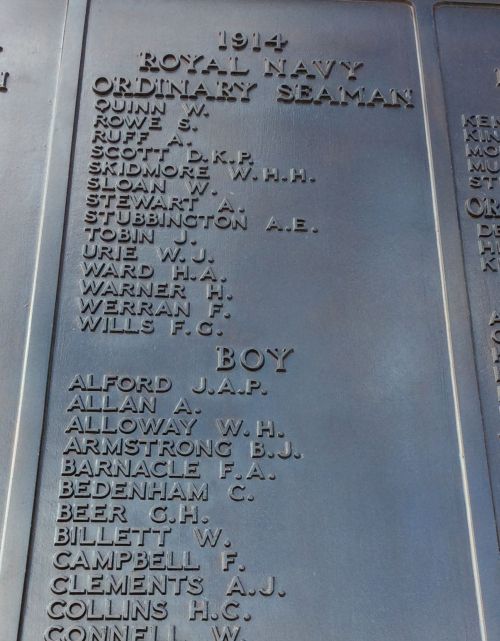 1914
ROYAL NAVY
ORDINARY SEAMAN
QUINN W.
ROWE S.
RUFF A.
SCOTT D.K.P.
SKIDMORE W.H.H.
SLOAN W.
STEWART A.
STUBBINGTON A.E.
TOBIN J.
URIE W.J.
WARD H.A.
WARNER H.
WERRAN F.
WILLS F.G.
BOY
ALFORD J.A.P.
ALLAN A.
ALLOWAY W.H.
ARMSTRONG B.J.
BARNACLE F.A.
BEDENHAM C.
BEER G.H.
BILLETT W.
CAMPBELL F.
CLEMENTS A.J.
COLLINS H.C.
CONNELL W.